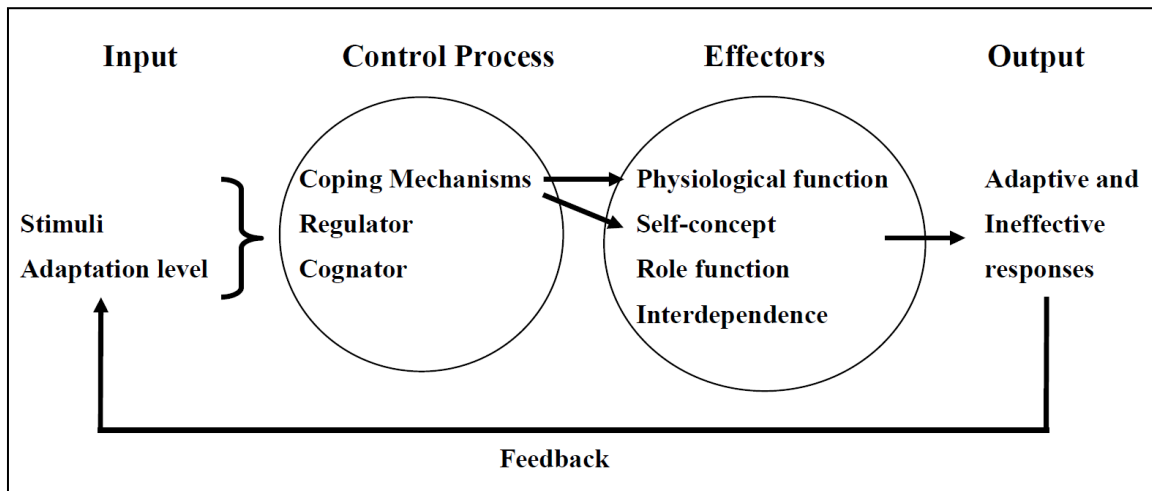 Input
Control Process
Effectors
Output
Stimuli
Adaptation level
Coping Mechanisms
Regulator
Cognator
Physiological function
Self-concept
Role function
Interdependence
Adaptive and
Ineffective
responses
Feedback